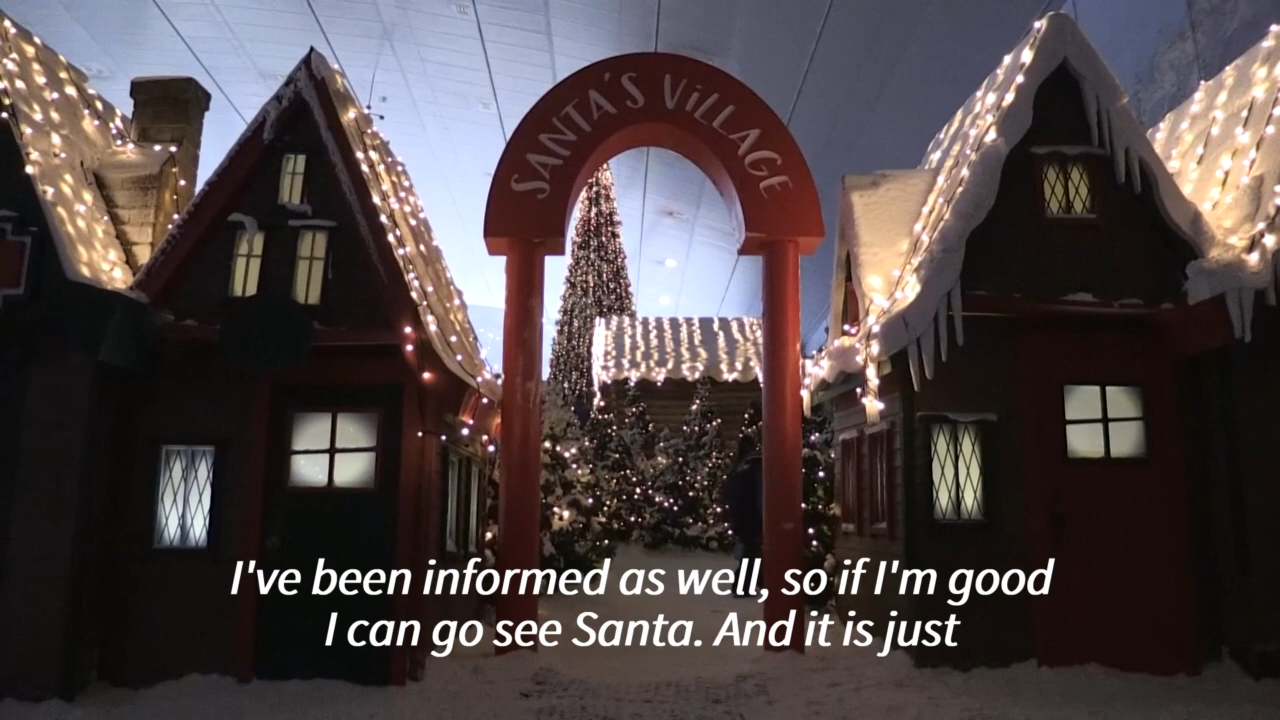 SANTA'S ViLLAGE
I've been informed as well, so if I'm good
I can go see Santa. And it is just